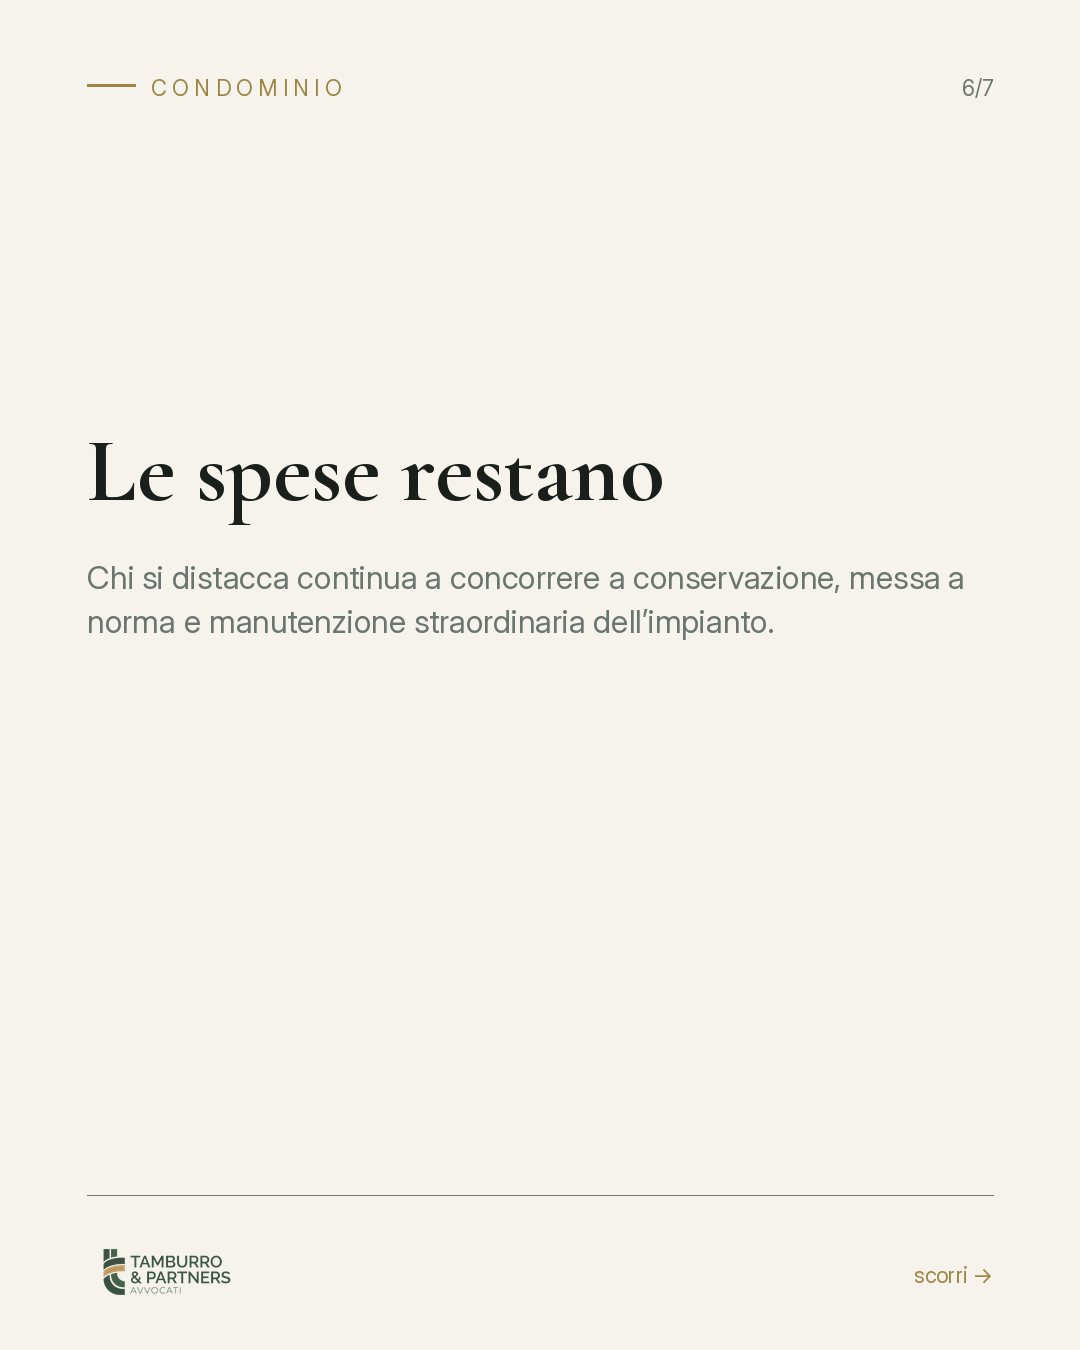 CONDOMINIO
6/7
Le spese restano
Chi si distacca continua a concorrere a conservazione, messa a
norma e manutenzione straordinaria dell’impianto.
TAMBURRO
& PARTNERS
AVVOCATI
scorri →